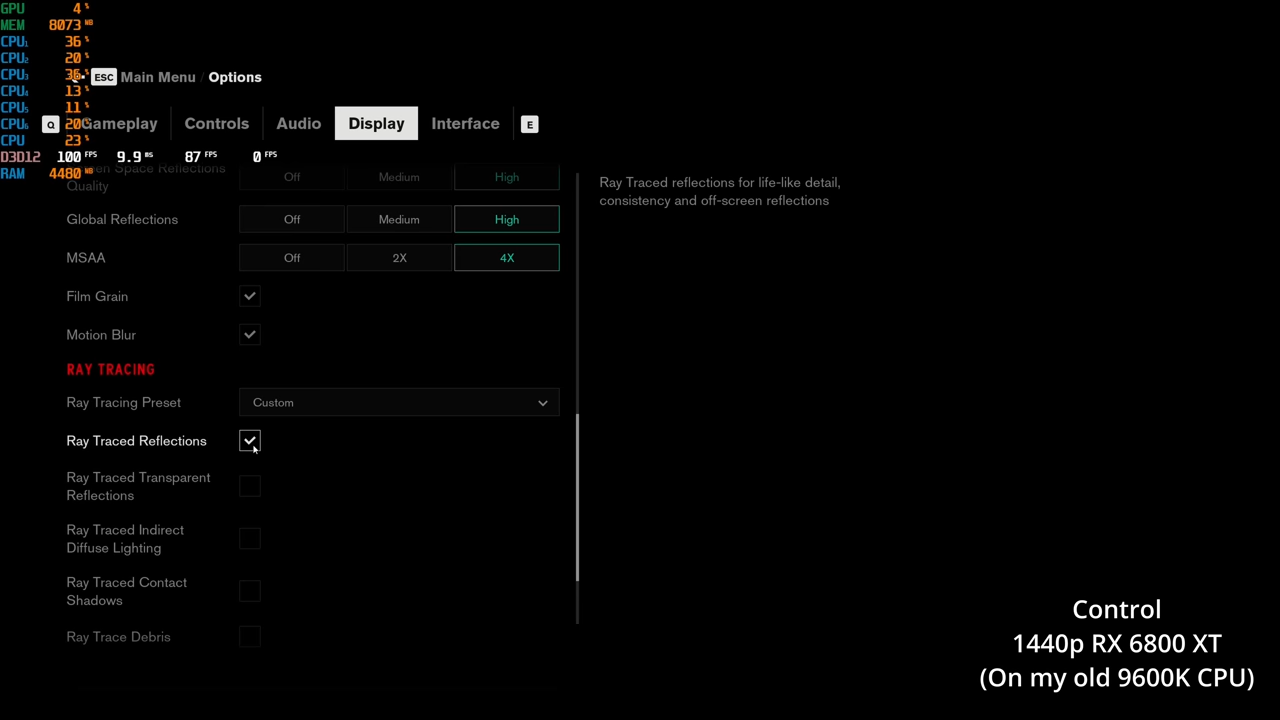 GPU 4 %
MEM 8073 MB
CPU1 36 %
CPU2 20 %
CPU3 36 %
ESC Main Menu / Options
CPU4 13
CPU5 11 %
Q Gameplay Controls Audio Display Interface E
CPU6 20 %
CPU 23 %
D3D12 100 FPS 9.9 ms 87 FPS 0 FPS
RAM 4480 MB
Space Reflections
Quality
Off Medium High
Global Reflections Off Medium High
MSAA Off 2X 4X
Film Grain
Motion Blur
RAY TRACING
Ray Tracing Preset Custom
Ray Traced Reflections
Ray Traced Transparent
Reflections
Ray Traced Indirect
Diffuse Lighting
Ray Traced Contact
Shadows
Ray Trace Debris
Ray Traced reflections for life-like detail,
consistency and off-screen reflections
Control
1440p RX 6800 XT
(On my old 9600K CPU)